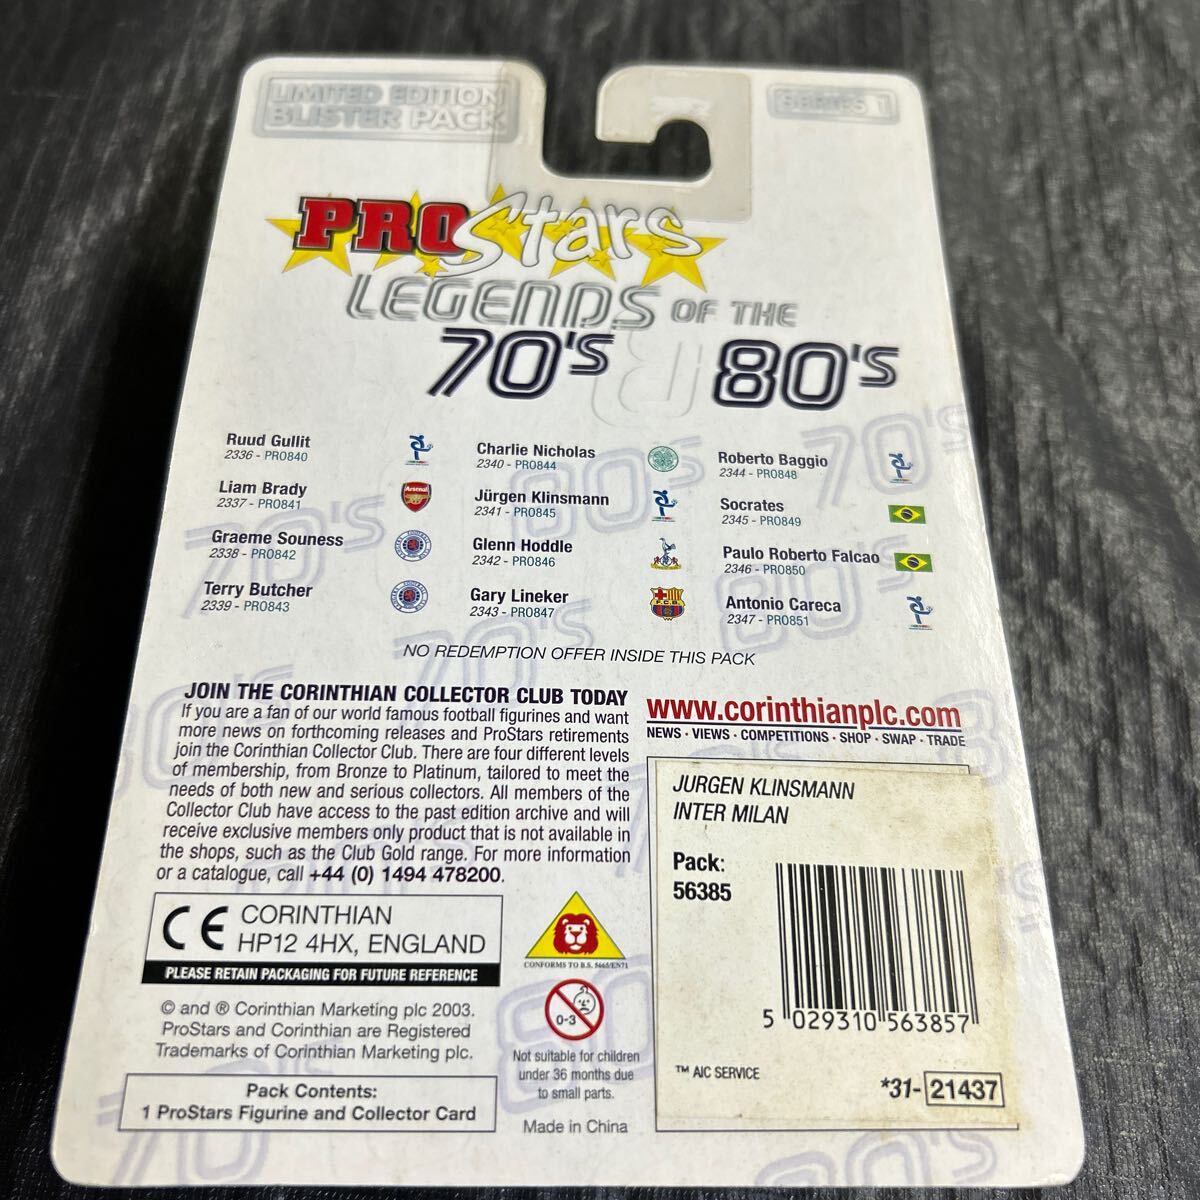 LIMITED EDITION
BLISTER PACK
SERIES 1
PRO Stars
LEGENDS OF THE
70'S & 80'S
Ruud Gullit
2336 - PRO840
Liam Brady
2337 - PRO841
Graeme Souness
2338 - PRO842
Terry Butcher
2339 - PRO843
Charlie Nicholas
2340 - PRO844
Jürgen Klinsmann
2341 - PRO845
Glenn Hoddle
2342 - PRO846
Gary Lineker
2343 - PRO847
Roberto Baggio
2344 - PRO848
Socrates
2345 - PRO849
Paulo Roberto Falcao
2346 - PRO850
Antonio Careca
2347 - PRO851
Arsenal
F.C.B.
NO REDEMPTION OFFER INSIDE THIS PACK
JOIN THE CORINTHIAN COLLECTOR CLUB TODAY
If you are a fan of our world famous football figurines and want
more news on forthcoming releases and ProStars retirements
join the Corinthian Collector Club. There are four different levels
of membership, from Bronze to Platinum, tailored to meet the
needs of both new and serious collectors. All members of the
Collector Club have access to the past edition archive and will
receive exclusive members only product that is not available in
the shops, such as the Club Gold range. For more information
or a catalogue, call +44 (0) 1494 478200.
www.corinthianplc.com
NEWS · VIEWS · COMPETITIONS · SHOP · SWAP · TRADE
JURGEN KLINSMANN
INTER MILAN
Pack:
56385
5 029310 563857
™ AIC SERVICE
*31- 21437
CE CORINTHIAN
HP12 4HX, ENGLAND
PLEASE RETAIN PACKAGING FOR FUTURE REFERENCE
© and ® Corinthian Marketing plc 2003.
ProStars and Corinthian are Registered
Trademarks of Corinthian Marketing plc.
Pack Contents:
1 ProStars Figurine and Collector Card
CONFORMS TO B.S. 5665/EN71
0-3
Not suitable for children
under 36 months due
to small parts.
Made in China